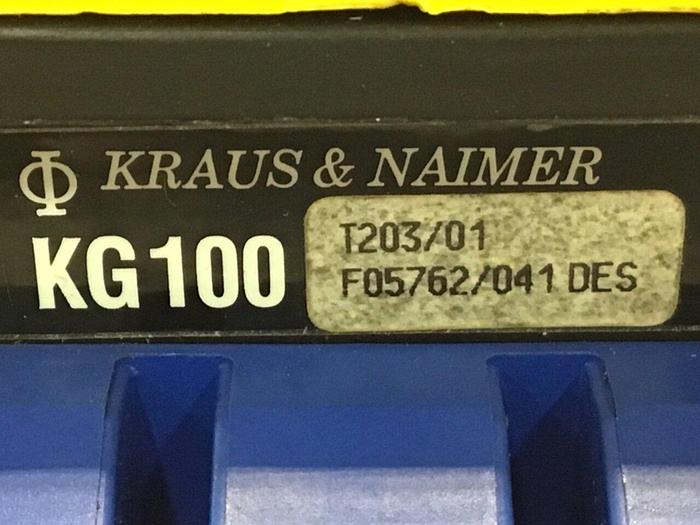 KRAUS & NAIMER
KG100
T203/01
F05762/041 DES